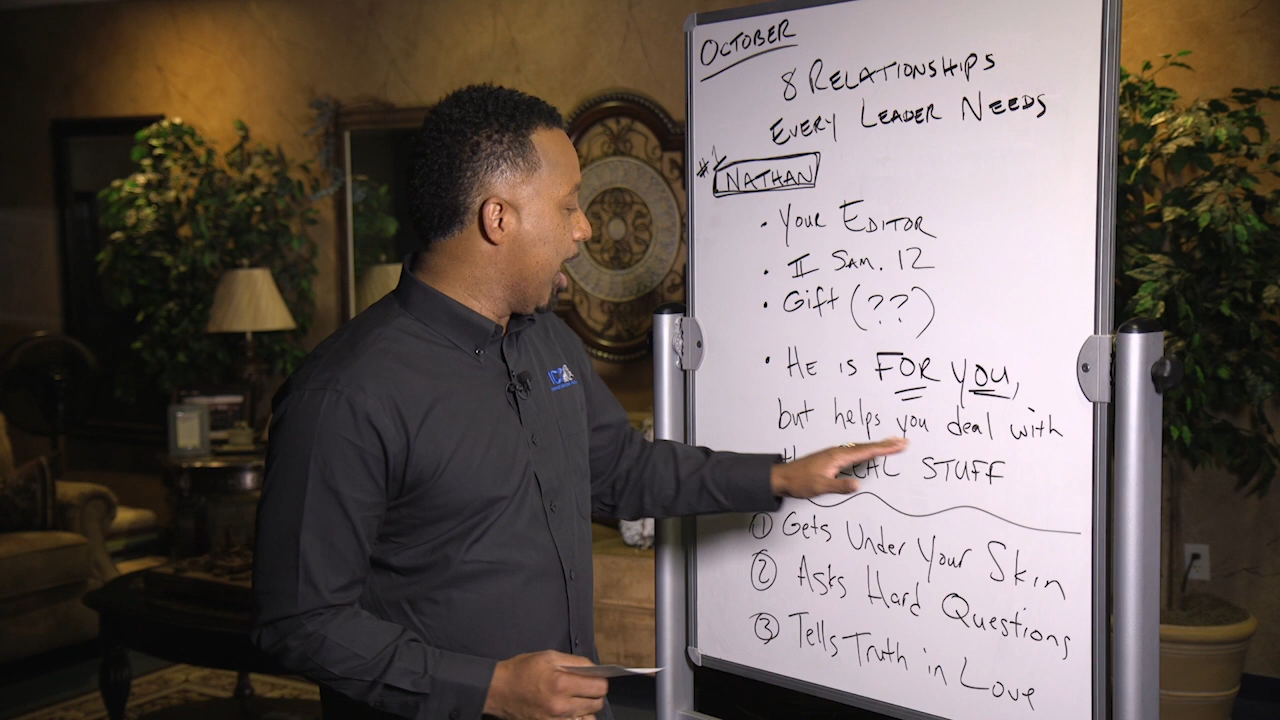 OCTOBER
8 RELATIONSHIPS
EVERY LEADER NEEDS
#1
NATHAN
• YOUR EDITOR
• II SAM. 12
• Gift (??)
• HE IS FOR YOU,
but helps you deal with
REAL STUFF
① Gets Under Your Skin
② Asks Hard Questions
③ Tells Truth in Love